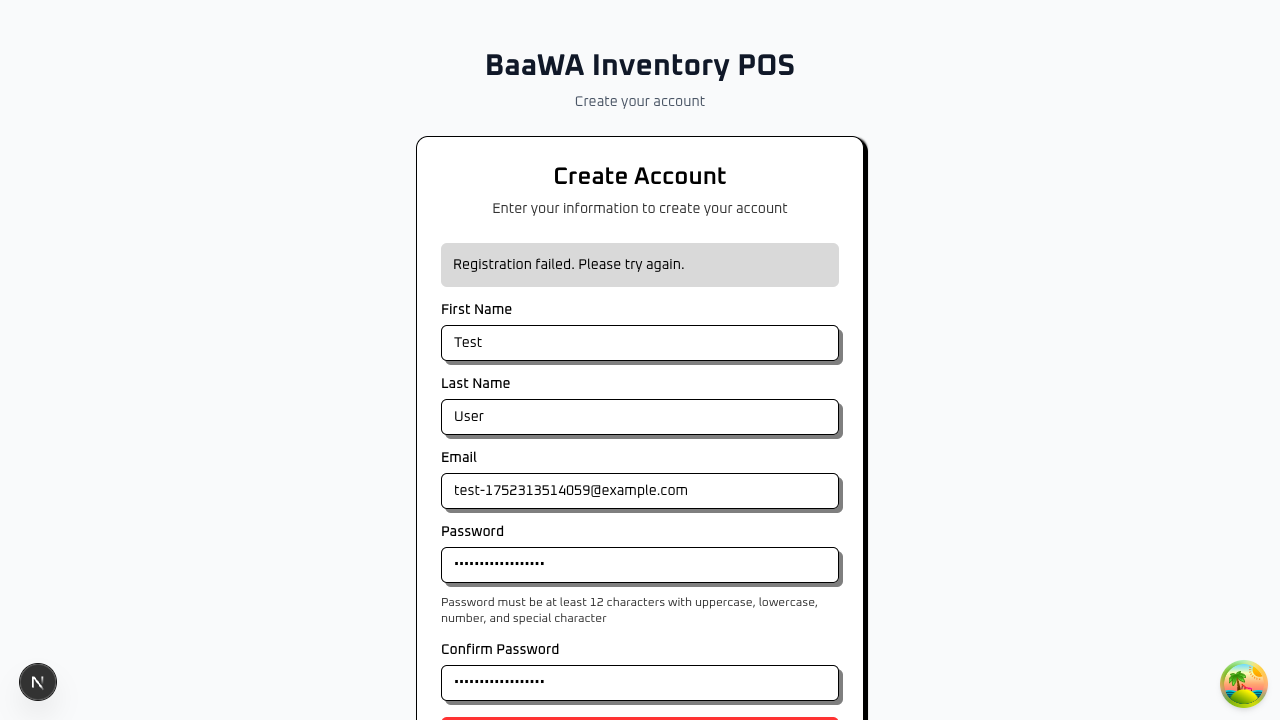 BaaWA Inventory POS
Create your account
Create Account
Enter your information to create your account
Registration failed. Please try again.
First Name
Test
Last Name
User
Email
test-1752313514059@example.com
Password
••••••••••••••••••
Password must be at least 12 characters with uppercase, lowercase,
number, and special character
Confirm Password
••••••••••••••••••
N